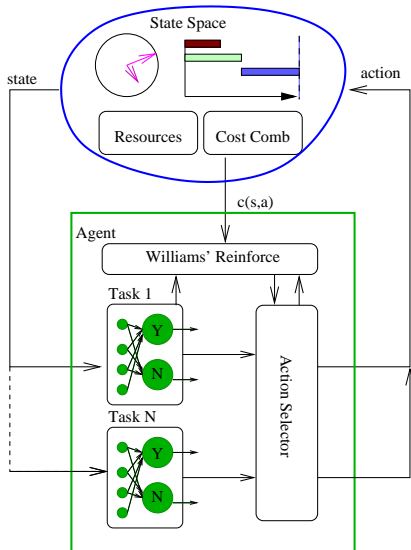 State Space
state
action
Resources
Cost Comb
c(s,a)
Agent
Williams' Reinforce
Task 1
Y
N
Action Selector
Task N
Y
N